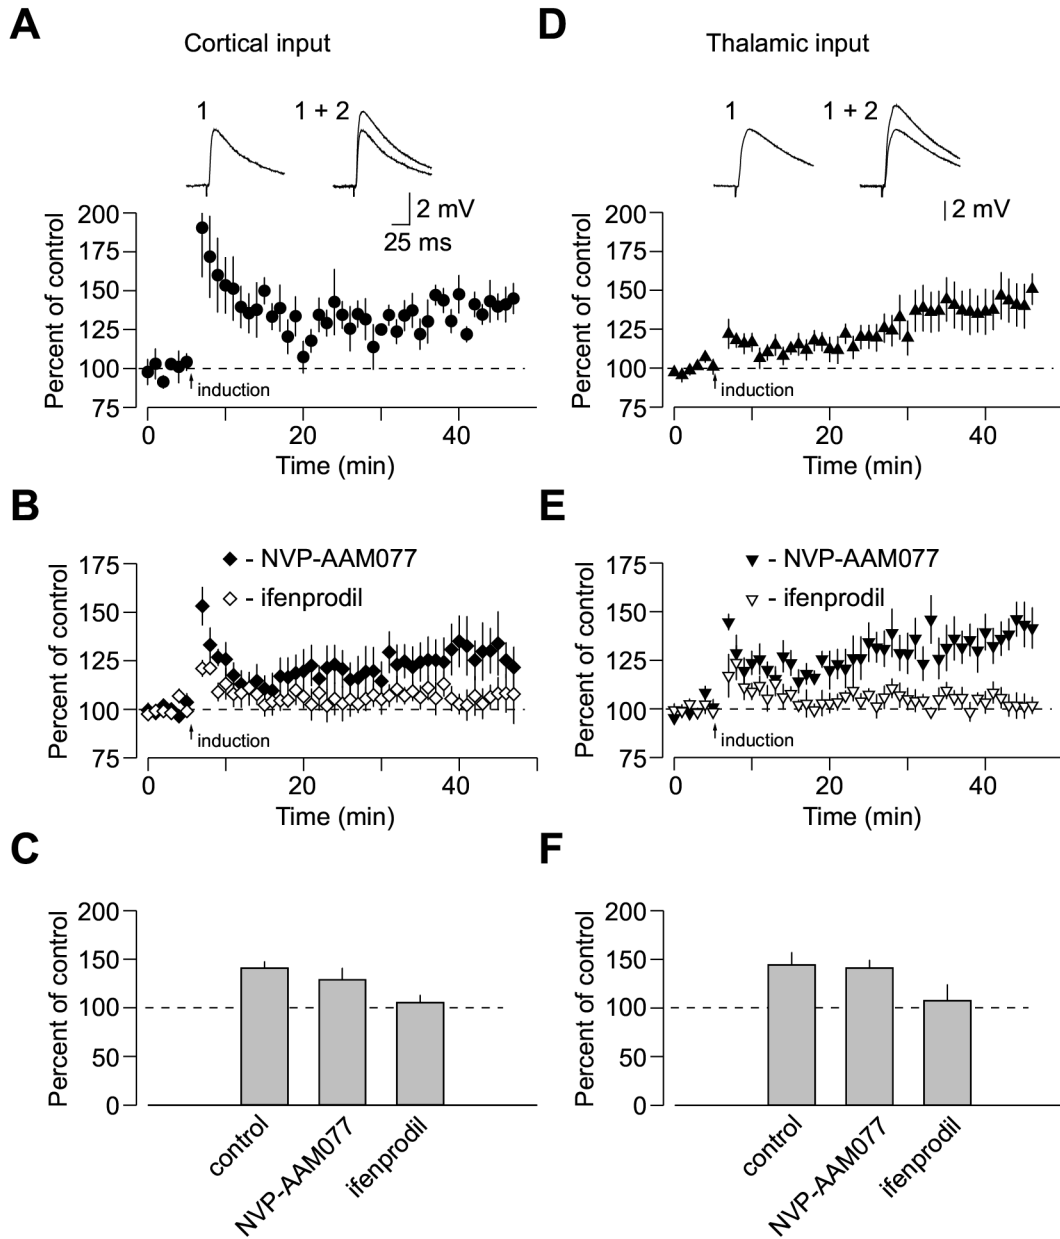 A
Cortical input
1
1 + 2
2 mV
25 ms
Percent of control
200
175
150
125
100
75
induction
0
20
40
Time (min)
B
- NVP-AAM077
- ifenprodil
Percent of control
175
150
125
100
75
induction
0
20
40
Time (min)
C
Percent of control
200
150
100
50
0
control
NVP-AAM077
ifenprodil
D
Thalamic input
1
1 + 2
2 mV
Percent of control
200
175
150
125
100
75
induction
0
20
40
Time (min)
E
- NVP-AAM077
- ifenprodil
Percent of control
175
150
125
100
75
induction
0
20
40
Time (min)
F
Percent of control
200
150
100
50
0
control
NVP-AAM077
ifenprodil